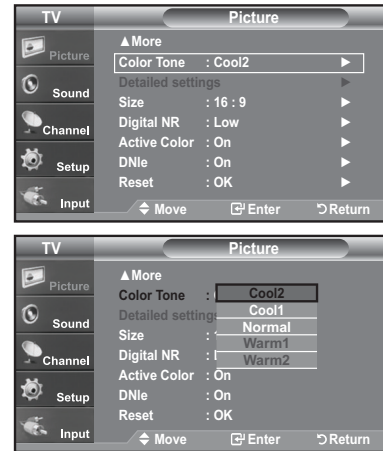 TV
Picture
Picture
Sound
Channel
Setup
Input
▲More
Color Tone : Cool2 ►
Detailed settings ►
Size : 16 : 9 ►
Digital NR : Low ►
Active Color : On ►
DNIe : On ►
Reset : OK ►
Move Enter Return
TV
Picture
Picture
Sound
Channel
Setup
Input
▲More
Color Tone :
Detailed settings
Size :
Digital NR : L
Active Color : On
DNIe : On
Reset : OK
Cool2
Cool1
Normal
Warm1
Warm2
Move Enter Return